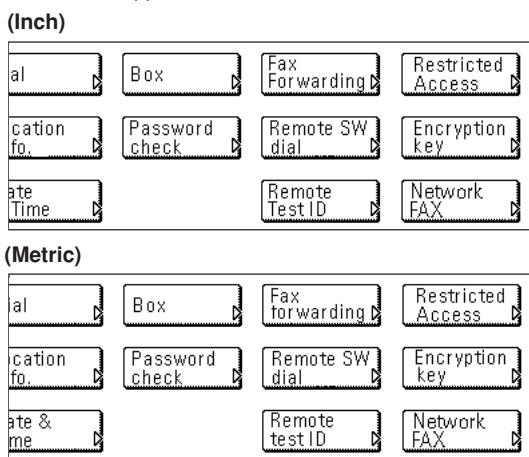 (Inch)
al
Box
Fax
Forwarding
Restricted
Access
cation
fo.
Password
check
Remote SW
dial
Encryption
key
ate
Time
Remote
Test ID
Network
FAX
(Metric)
ial
Box
Fax
forwarding
Restricted
Access
cation
fo.
Password
check
Remote SW
dial
Encryption
key
ate &
me
Remote
test ID
Network
FAX